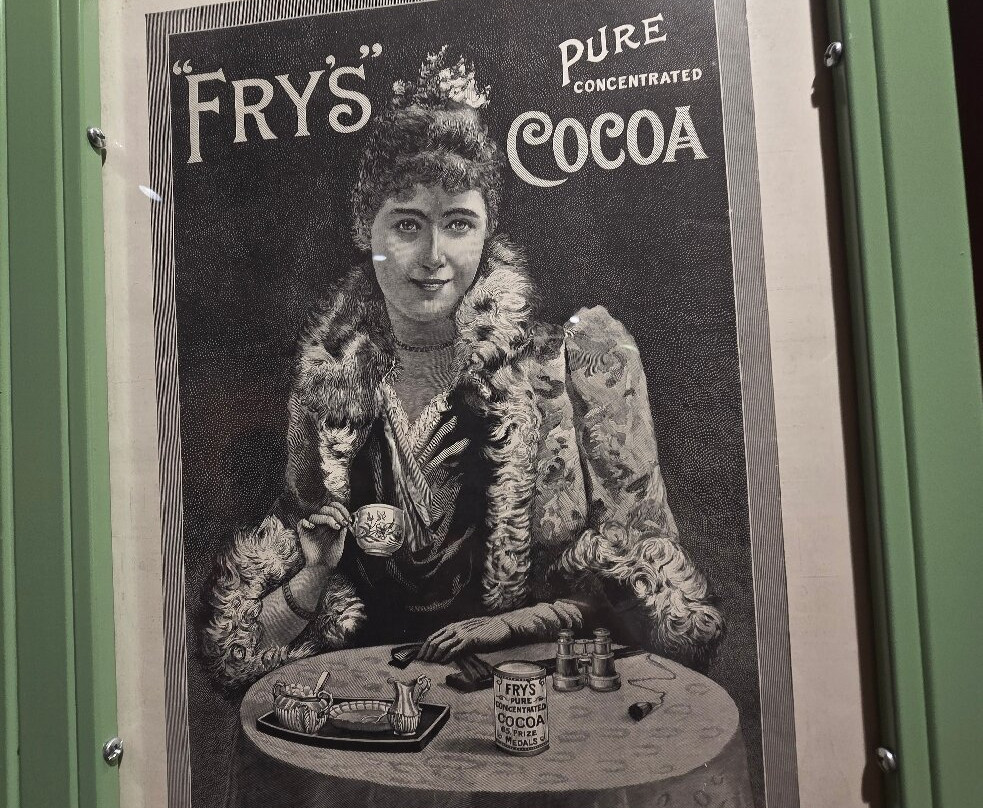 "FRY'S"
PURE
CONCENTRATED
COCOA
FRY'S
PURE
CONCENTRATED
COCOA
PRIZE
MEDALS